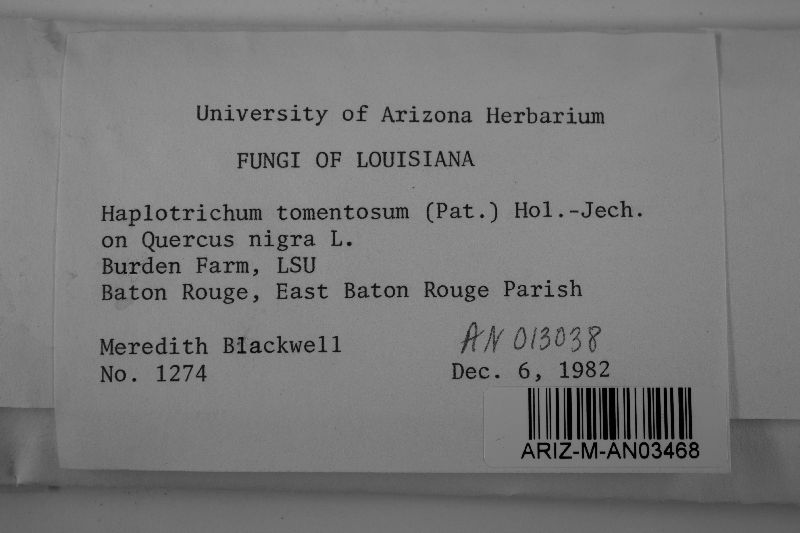 University of Arizona Herbarium
FUNGI OF LOUISIANA
Haplotrichum tomentosum (Pat.) Hol.-Jech.
on Quercus nigra L.
Burden Farm, LSU
Baton Rouge, East Baton Rouge Parish
Meredith Blackwell
No. 1274
AN 013038
Dec. 6, 1982
ARIZ-M-AN03468